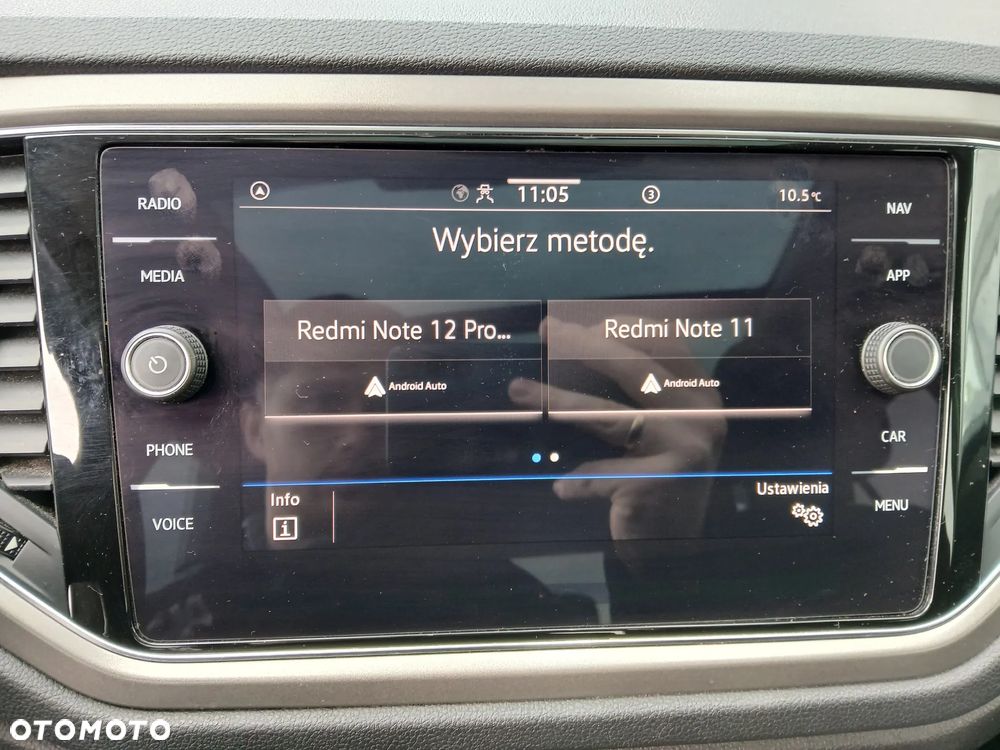 RADIO
MEDIA
PHONE
VOICE
11:05
3
10.5°C
Wybierz metodę.
Redmi Note 12 Pro...
Android Auto
Redmi Note 11
Android Auto
Info
i
Ustawienia
NAV
APP
CAR
MENU
OTOMOTO